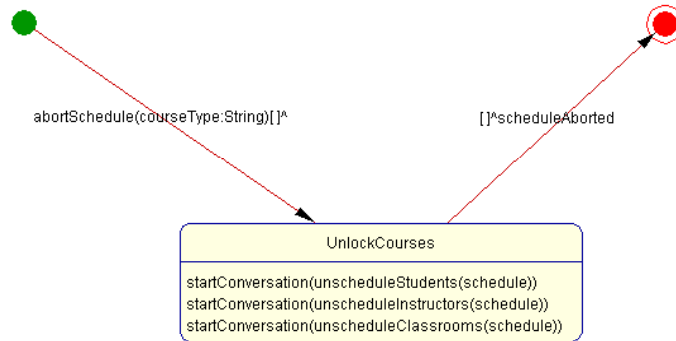 abortSchedule(courseType:String)[]^
[]^scheduleAborted
UnlockCourses
startConversation(unscheduleStudents(schedule))
startConversation(unscheduleInstructors(schedule))
startConversation(unscheduleClassrooms(schedule))